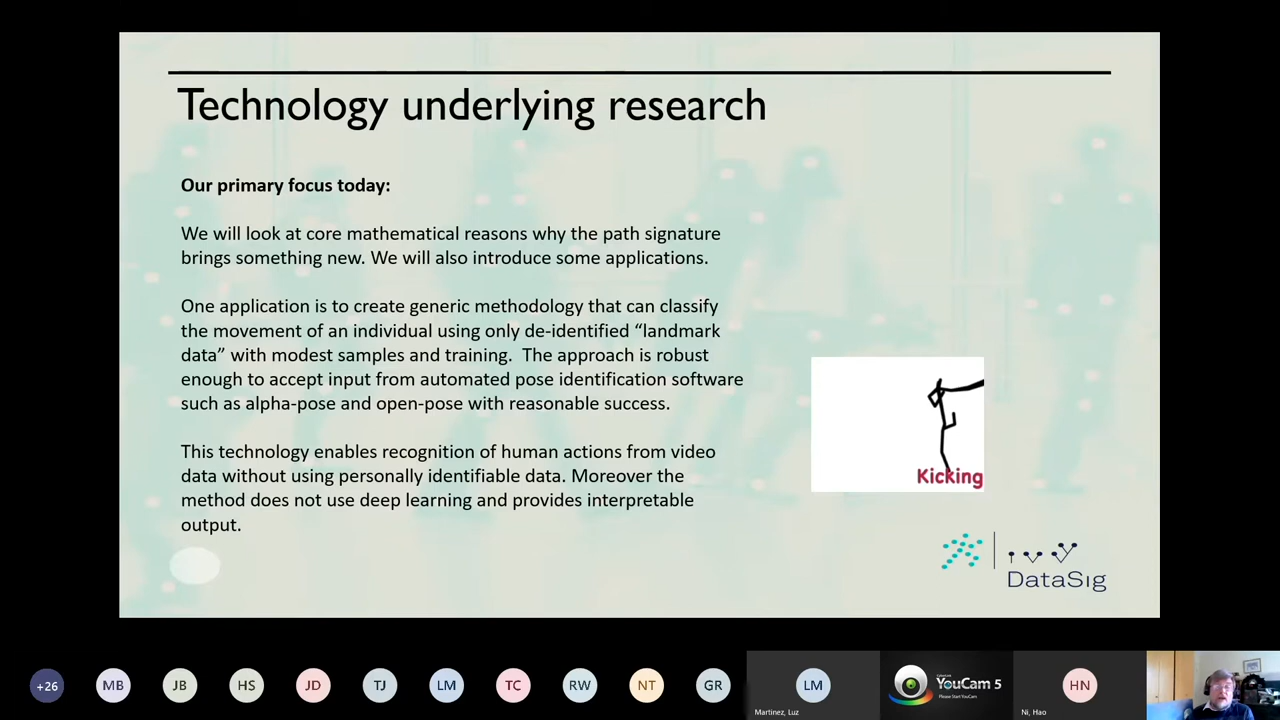 Technology underlying research
Our primary focus today:
We will look at core mathematical reasons why the path signature
brings something new. We will also introduce some applications.
One application is to create generic methodology that can classify
the movement of an individual using only de-identified “landmark
data” with modest samples and training.  The approach is robust
enough to accept input from automated pose identification software
such as alpha-pose and open-pose with reasonable success.
This technology enables recognition of human actions from video
data without using personally identifiable data. Moreover the
method does not use deep learning and provides interpretable
output.
Kicking
DataSig
+26
MB
JB
HS
JD
TJ
LM
TC
RW
NT
GR
LM
Martinez, Luz
YouCam 5
Please Start YouCam
HN
Ni, Hao